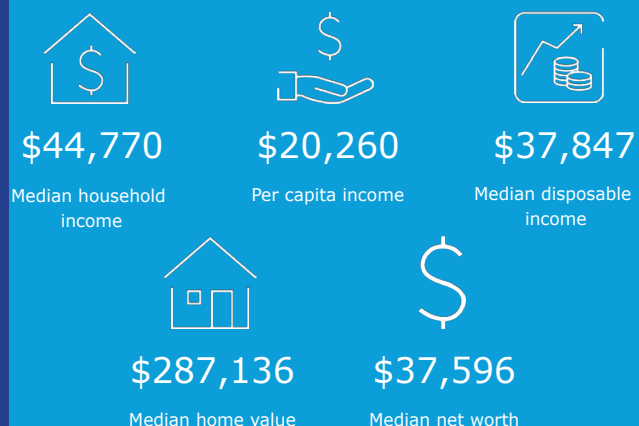 $44,770
$20,260
$37,847
Median household
income
Per capita income
Median disposable
income
$287,136
$37,596
Median home value
Median net worth